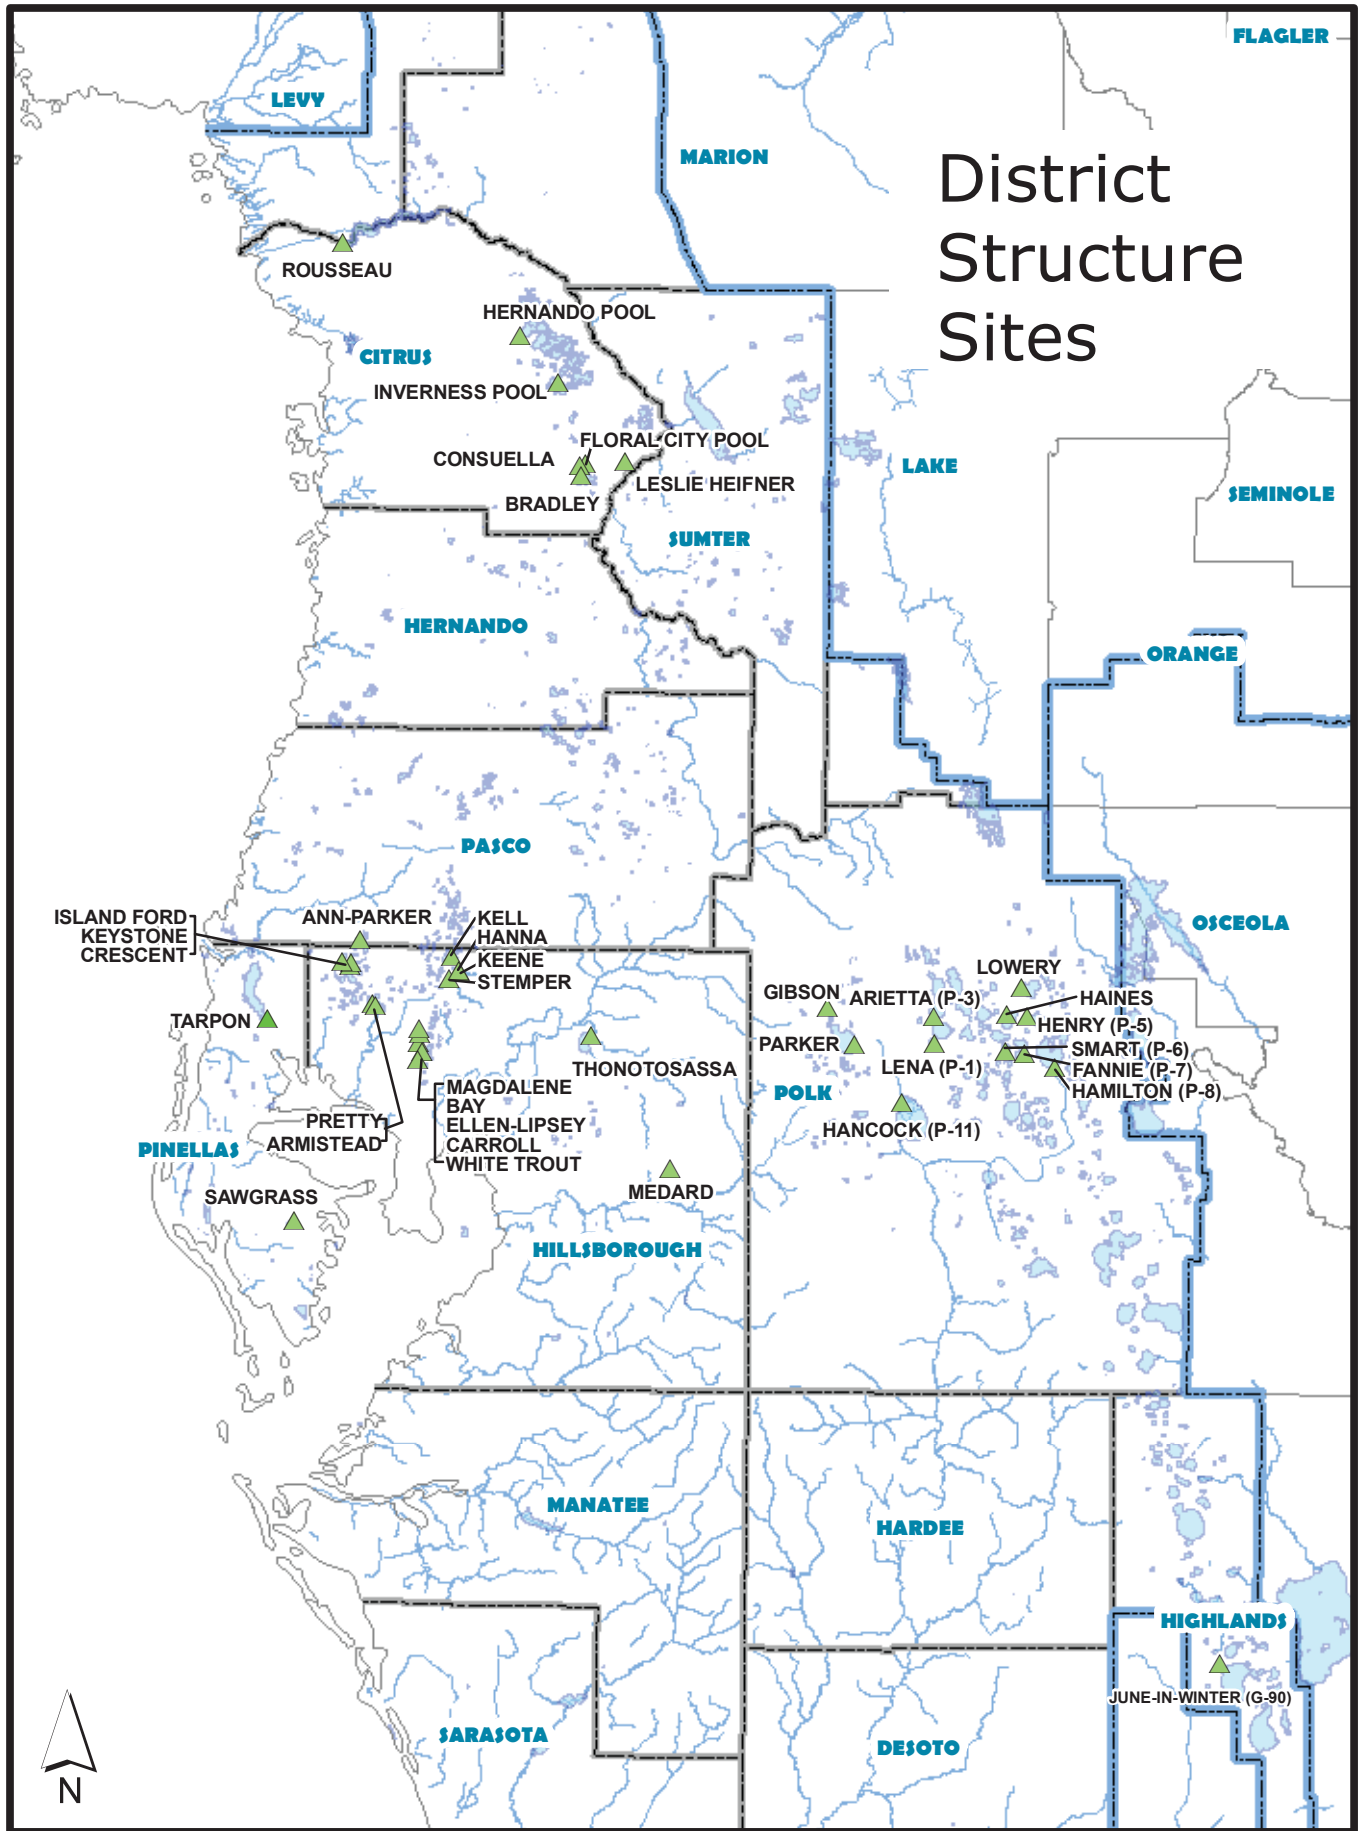 FLAGLER
LEVY
MARION
District
Structure
Sites
ROUSSEAU
HERNANDO POOL
CITRUS
INVERNESS POOL
FLORAL CITY POOL
CONSUELLA
LAKE
LESLIE HEIFNER
SEMINOLE
BRADLEY
SUMTER
HERNANDO
ORANGE
PASCO
ISLAND FORD
KEYSTONE
CRESCENT
ANN-PARKER
KELL
HANNA
KEENE
STEMPER
OSCEOLA
LOWERY
GIBSON
ARIETTA (P-3)
HAINES
TARPON
HENRY (P-5)
PARKER
SMART (P-6)
THONOTOSASSA
LENA (P-1)
FANNIE (P-7)
HAMILTON (P-8)
POLK
MAGDALENE
BAY
ELLEN-LIPSEY
CARROLL
WHITE TROUT
PRETTY
ARMISTEAD
HANCOCK (P-11)
PINELLAS
SAWGRASS
MEDARD
HILLSBOROUGH
MANATEE
HARDEE
HIGHLANDS
JUNE-IN-WINTER (G-90)
SARASOTA
DESOTO
N